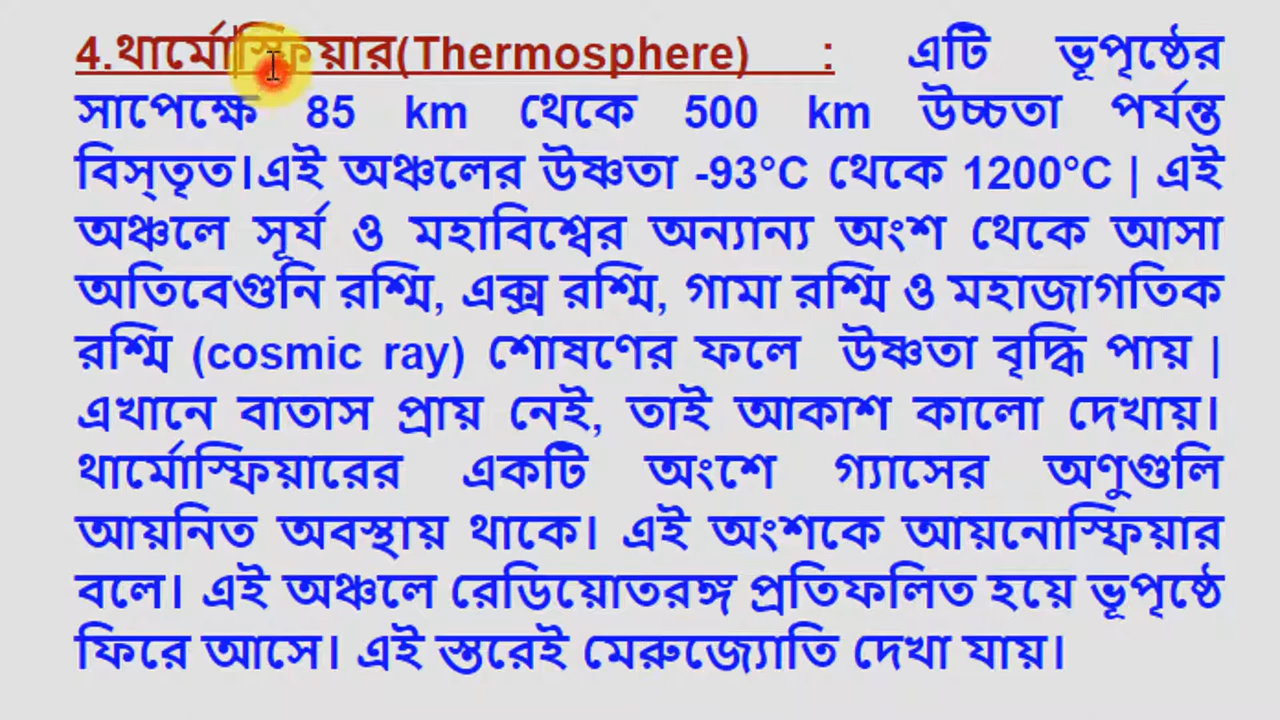 4.থার্মোস্ফিয়ার(Thermosphere) : এটি ভূপৃষ্ঠের
সাপেক্ষে 85 km থেকে 500 km উচ্চতা পর্যন্ত
বিস্তৃত।এই অঞ্চলের উষ্ণতা -93°C থেকে 1200°C | এই
অঞ্চলে সূর্য ও মহাবিশ্বের অন্যান্য অংশ থেকে আসা
অতিবেগুনি রশ্মি, এক্স রশ্মি, গামা রশ্মি ও মহাজাগতিক
রশ্মি (cosmic ray) শোষণের ফলে উষ্ণতা বৃদ্ধি পায় |
এখানে বাতাস প্রায় নেই, তাই আকাশ কালো দেখায়।
থার্মোস্ফিয়ারের একটি অংশে গ্যাসের অণুগুলি
আয়নিত অবস্থায় থাকে। এই অংশকে আয়নোস্ফিয়ার
বলে। এই অঞ্চলে রেডিয়োতরঙ্গ প্রতিফলিত হয়ে ভূপৃষ্ঠে
ফিরে আসে। এই স্তরেই মেরুজ্যোতি দেখা যায়।